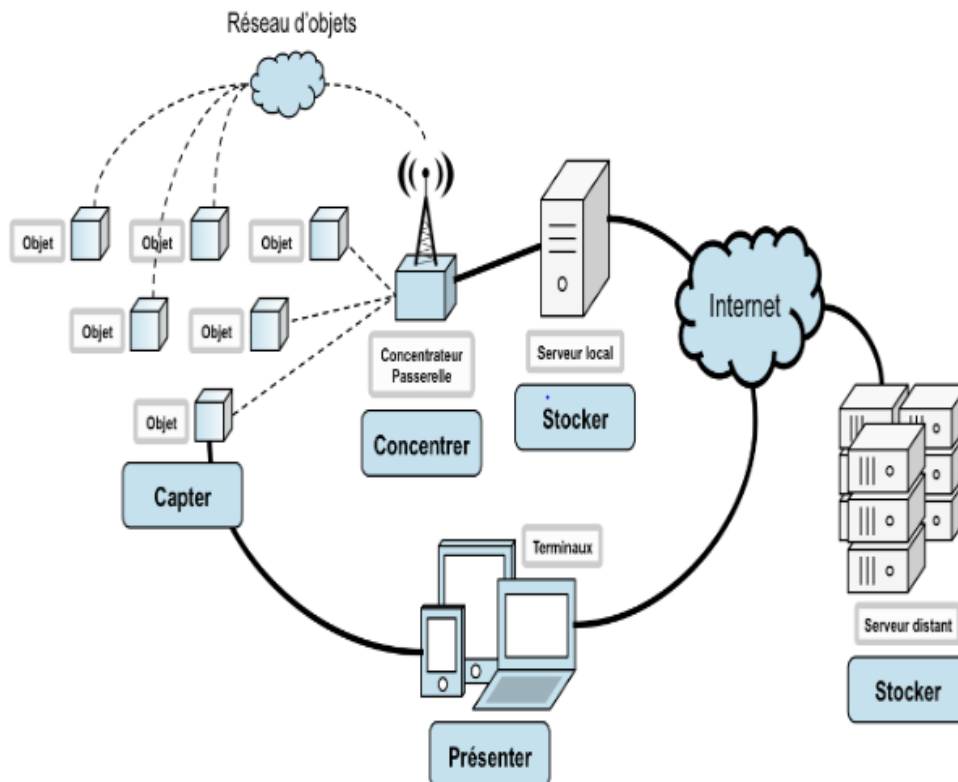 Réseau d'objets
Objet
Objet
Objet
Objet
Objet
Objet
Concentrateur
Passerelle
Serveur local
Internet
Concentrer
Stocker
Capter
Terminaux
Serveur distant
Présenter
Stocker